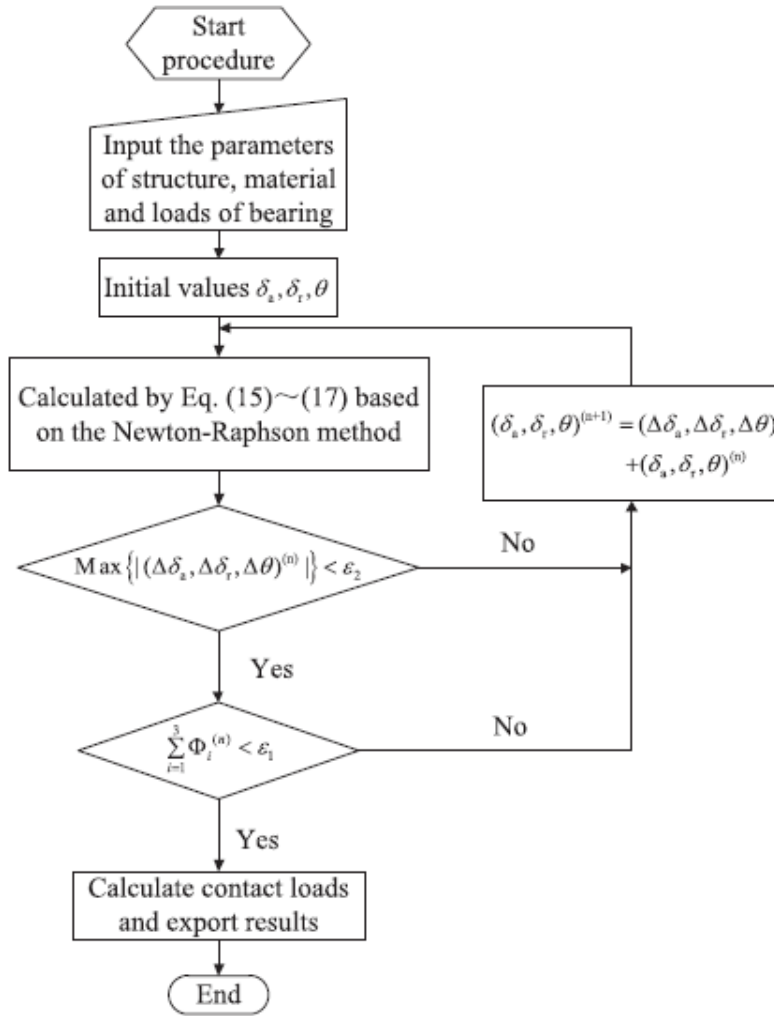 Start
procedure
Input the parameters
of structure, material
and loads of bearing
Initial values δₐ, δᵣ, θ
Calculated by Eq. (15)～(17) based
on the Newton-Raphson method
(δₐ, δᵣ, θ)⁽ⁿ⁺¹⁾ = (Δδₐ, Δδᵣ, Δθ)
+(δₐ, δᵣ, θ)⁽ⁿ⁾
Max{|(Δδₐ, Δδᵣ, Δθ)⁽ⁿ⁾|} < ε₂
No
Yes
∑ᵢ₌₁³ Φᵢ⁽ⁿ⁾ < ε₁
No
Yes
Calculate contact loads
and export results
End